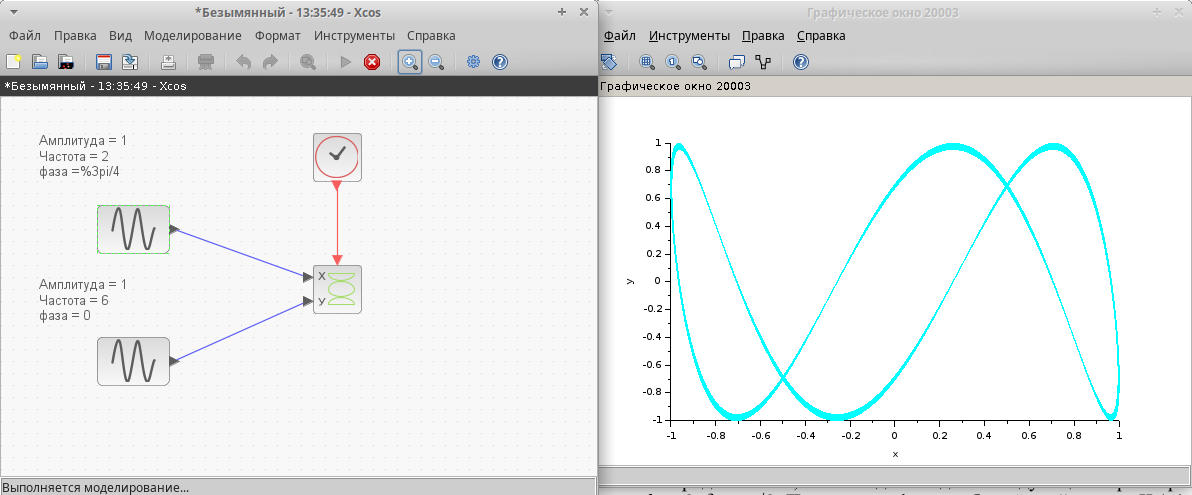 *Безымянный - 13:35:49 - Xcos
Файл Правка Вид Моделирование Формат Инструменты Справка
*Безымянный - 13:35:49 - Xcos
Амплитуда = 1
Частота = 2
фаза =%3pi/4
Амплитуда = 1
Частота = 6
фаза = 0
X
y
Выполняется моделирование...
Графическое окно 20003
Файл Инструменты Правка Справка
Графическое окно 20003
1
0.8
0.6
0.4
0.2
0
-0.2
-0.4
-0.6
-0.8
-1
y
-1 -0.8 -0.6 -0.4 -0.2 0 0.2 0.4 0.6 0.8 1
x